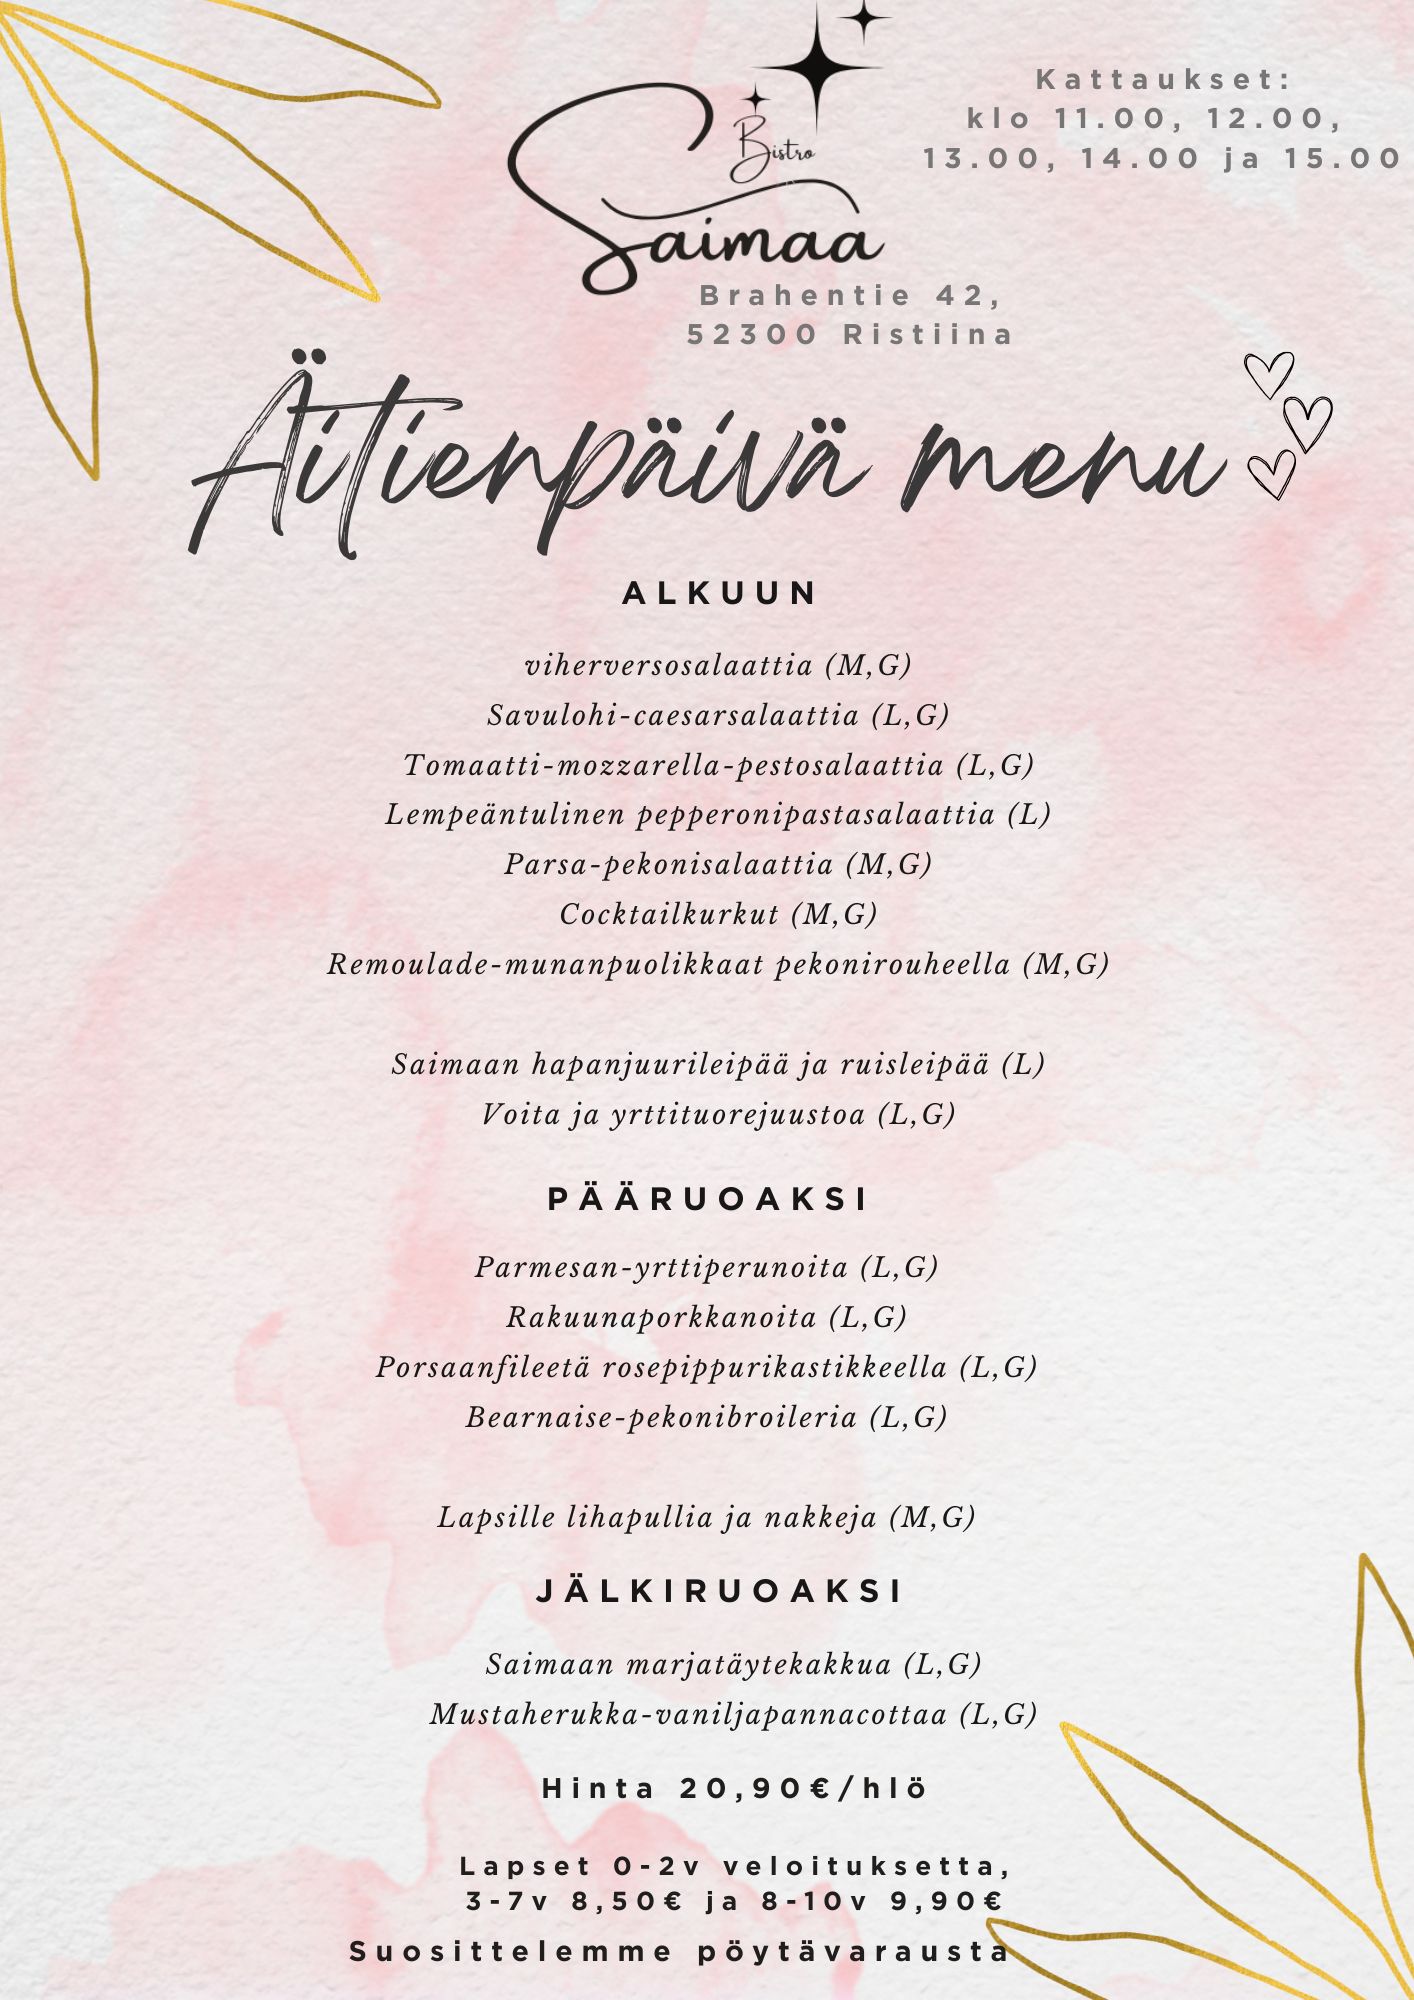 Bistro
Saimaa
Kattaukset:
klo 11.00, 12.00,
13.00, 14.00 ja 15.00
Brahentie 42,
52300 Ristiina
Äitienpäivä menu
ALKUUN
viherversosalaattia (M,G)
Savulohi-caesarsalaattia (L,G)
Tomaatti-mozzarella-pestosalaattia (L,G)
Lempeäntulinen pepperonipastasalaattia (L)
Parsa-pekonisalaattia (M,G)
Cocktailkurkut (M,G)
Remoulade-munanpuolikkaat pekonirouheella (M,G)
Saimaan hapanjuurileipää ja ruisleipää (L)
Voita ja yrttituorejuustoa (L,G)
PÄÄRUOAKSI
Parmesan-yrttiperunoita (L,G)
Rakuunaporkkanoita (L,G)
Porsaanfileetä rosepippurikastikkeella (L,G)
Bearnaise-pekonibroileria (L,G)
Lapsille lihapullia ja nakkeja (M,G)
JÄLKIRUOAKSI
Saimaan marjatäytekakkua (L,G)
Mustaherukka-vaniljapannacottaa (L,G)
Hinta 20,90€/hlö
Lapset 0-2v veloituksetta,
3-7v 8,50€ ja 8-10v 9,90€
Suosittelemme pöytävarausta